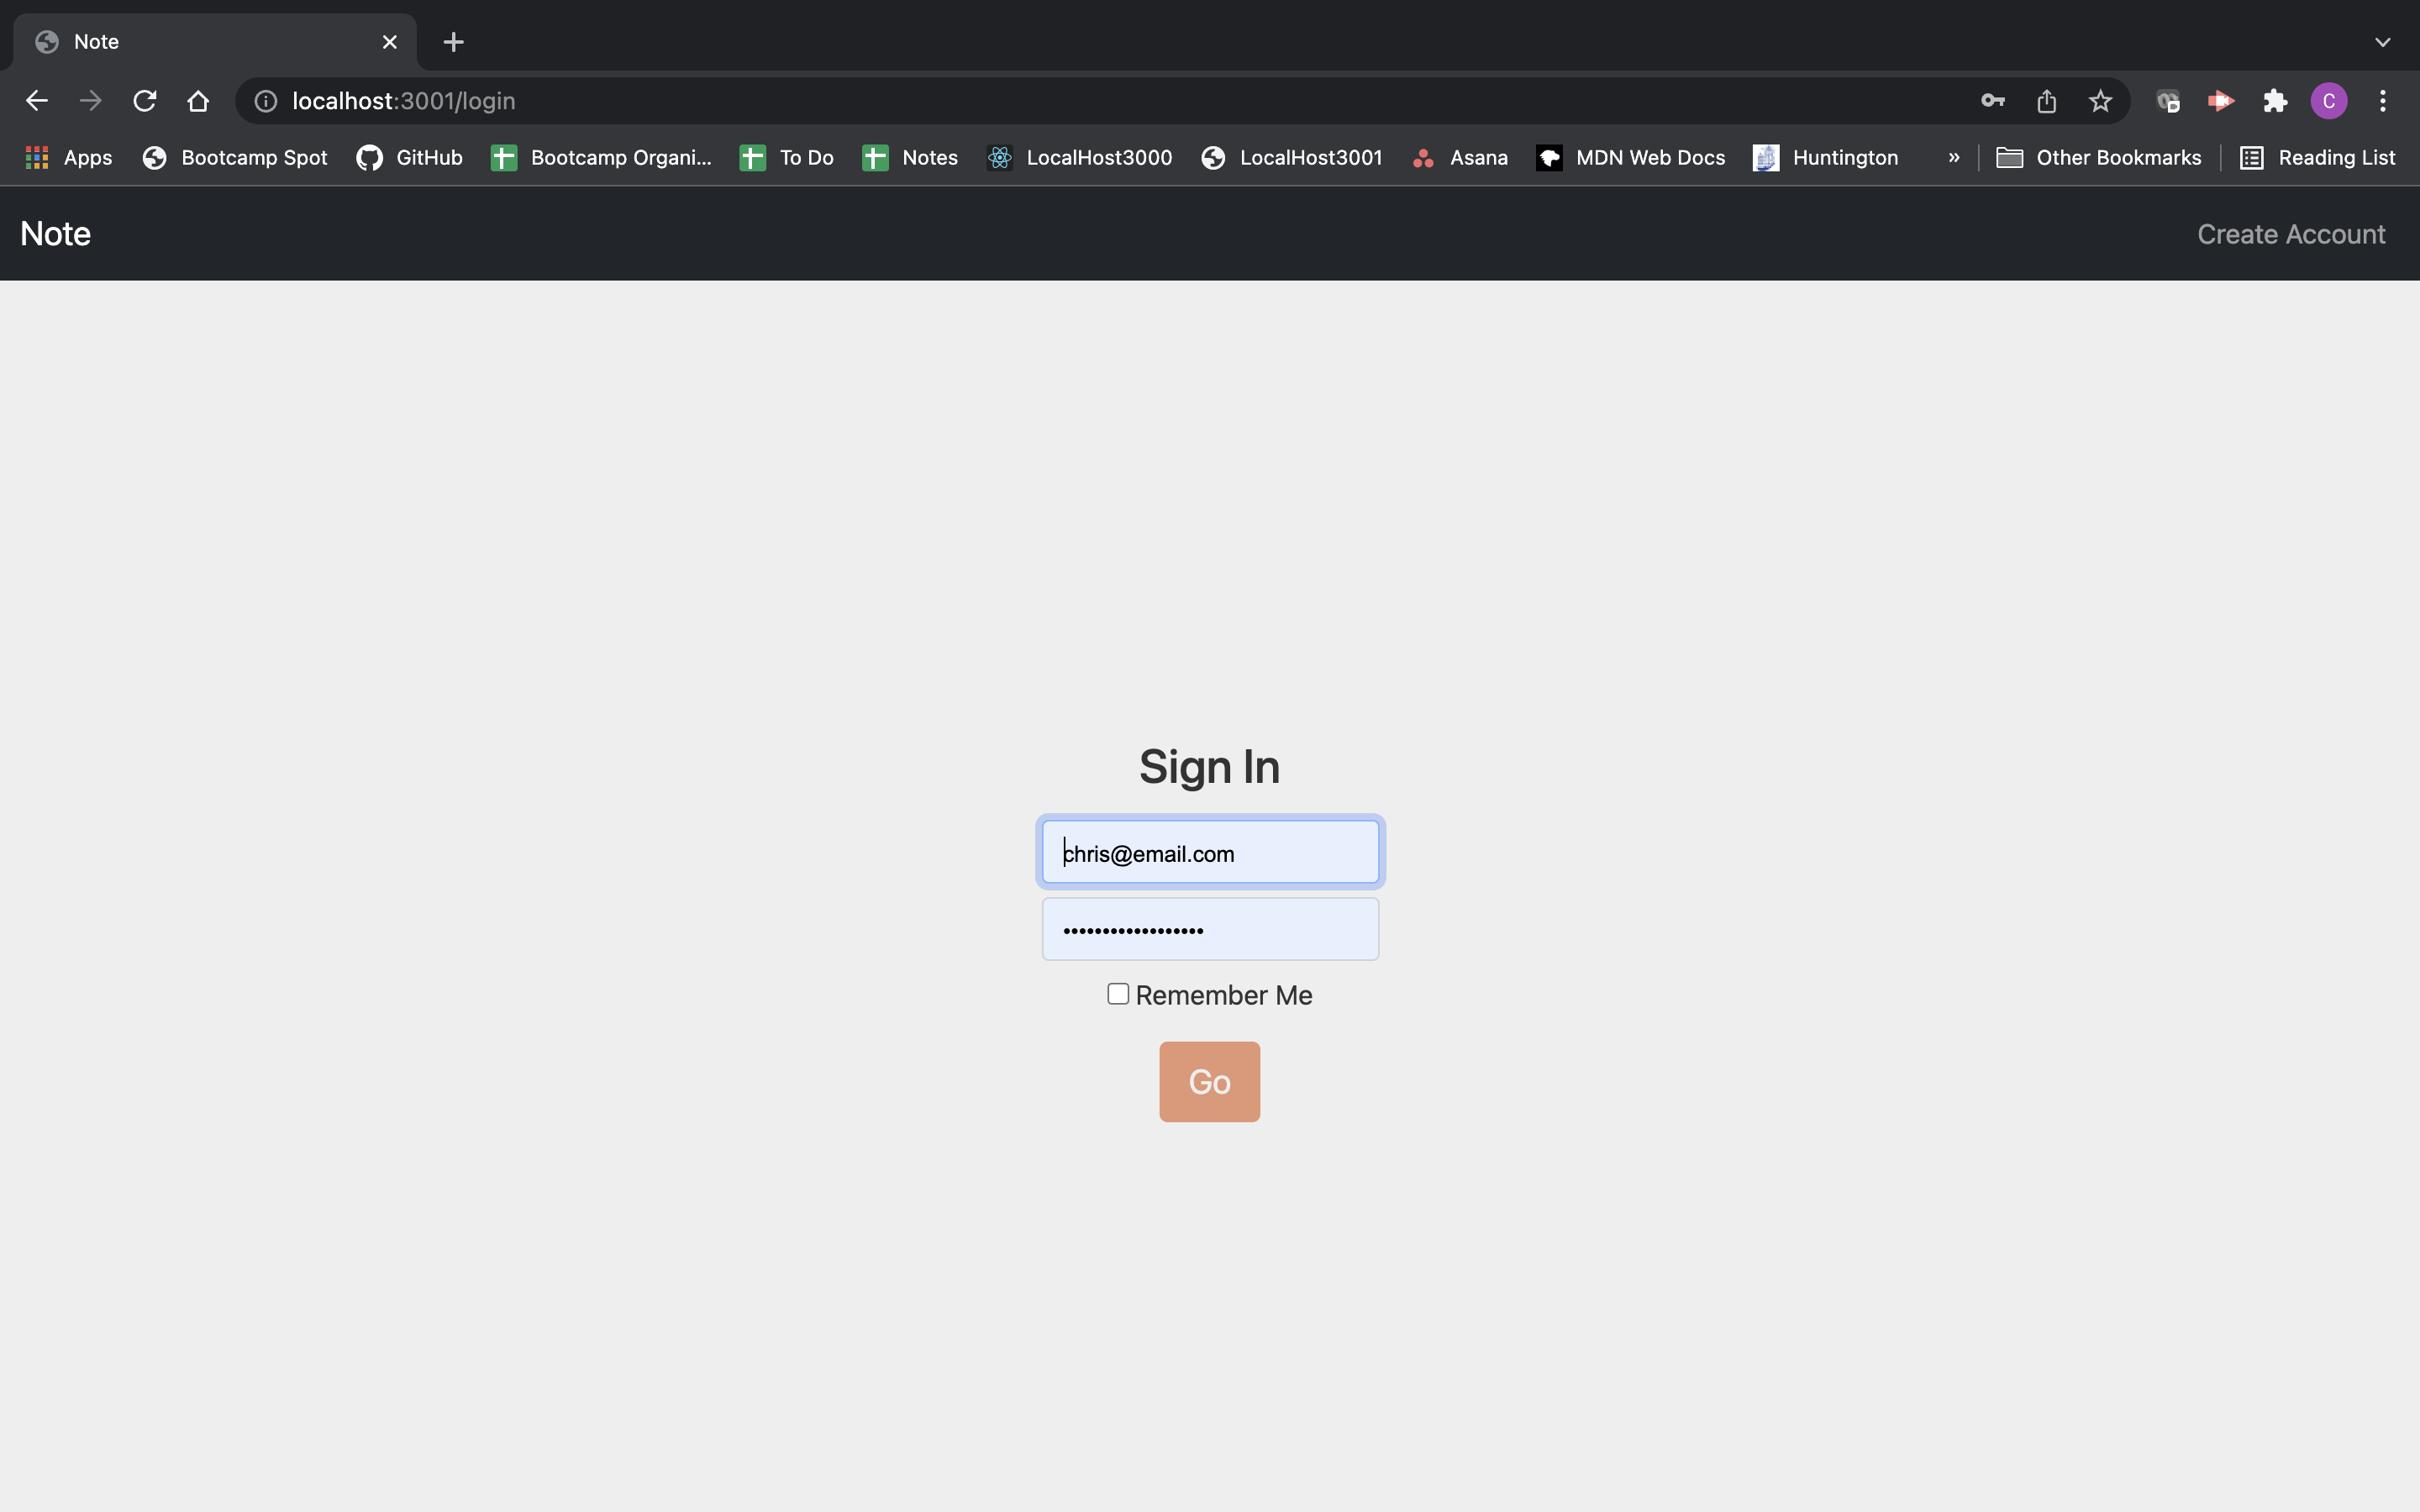 Note
localhost:3001/login
C
Apps Bootcamp Spot GitHub Bootcamp Organi... To Do Notes LocalHost3000 LocalHost3001 Asana MDN Web Docs Huntington » Other Bookmarks Reading List
Note Create Account
Sign In
chris@email.com
••••••••••••••••••
Remember Me
Go